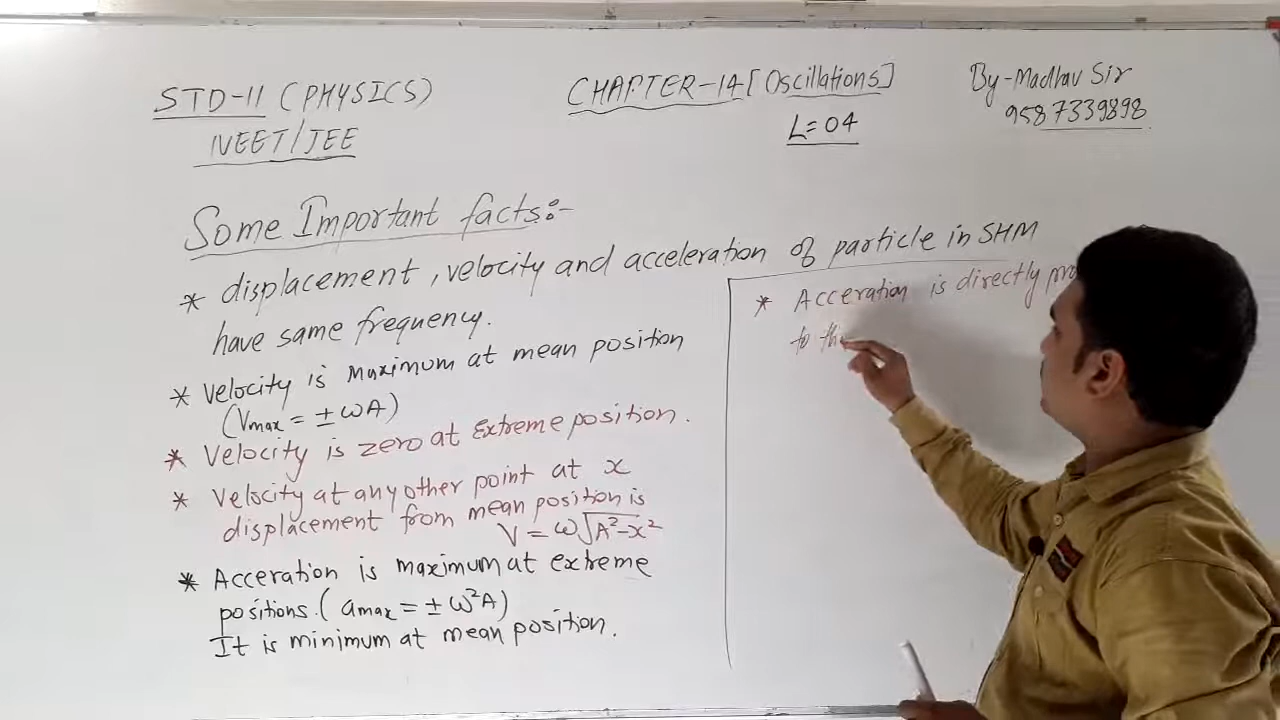 STD-11 (PHYSICS)
NEET/JEE
CHAPTER-14 [Oscillations]
L=04
By-Madhav Sir
9587339898
Some Important facts:-
* displacement, velocity and acceleration of particle in SHM
have same frequency.
* Velocity is maximum at mean position
(Vmax = ± ωA)
* Velocity is zero at Extreme position.
* Velocity at any other point at x
displacement from mean position is
V = ω√A²-x²
* Acceration is maximum at extreme
positions. ( amax = ± ω²A)
It is minimum at mean position.
* Acceration is directly pro
to the